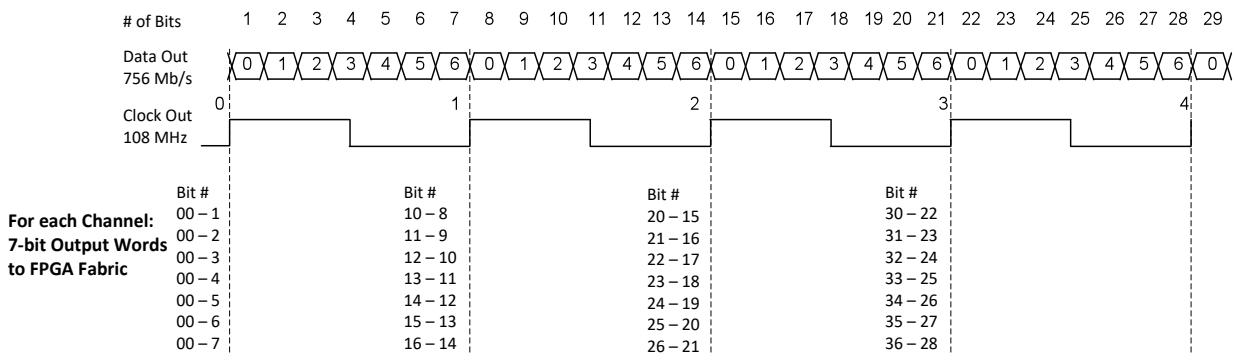 # of Bits 1 2 3 4 5 6 7 8 9 10 11 12 13 14 15 16 17 18 19 20 21 22 23 24 25 26 27 28 29
Data Out
756 Mb/s
0 1 2 3 4 5 6 0 1 2 3 4 5 6 0 1 2 3 4 5 6 0 1 2 3 4 5 6 0
0 1 2 3 4
Clock Out
108 MHz
For each Channel:
7-bit Output Words
to FPGA Fabric
Bit #
00 – 1
00 – 2
00 – 3
00 – 4
00 – 5
00 – 6
00 – 7
Bit #
10 – 8
11 – 9
12 – 10
13 – 11
14 – 12
15 – 13
16 – 14
Bit #
20 – 15
21 – 16
22 – 17
23 – 18
24 – 19
25 – 20
26 – 21
Bit #
30 – 22
31 – 23
32 – 24
33 – 25
34 – 26
35 – 27
36 – 28